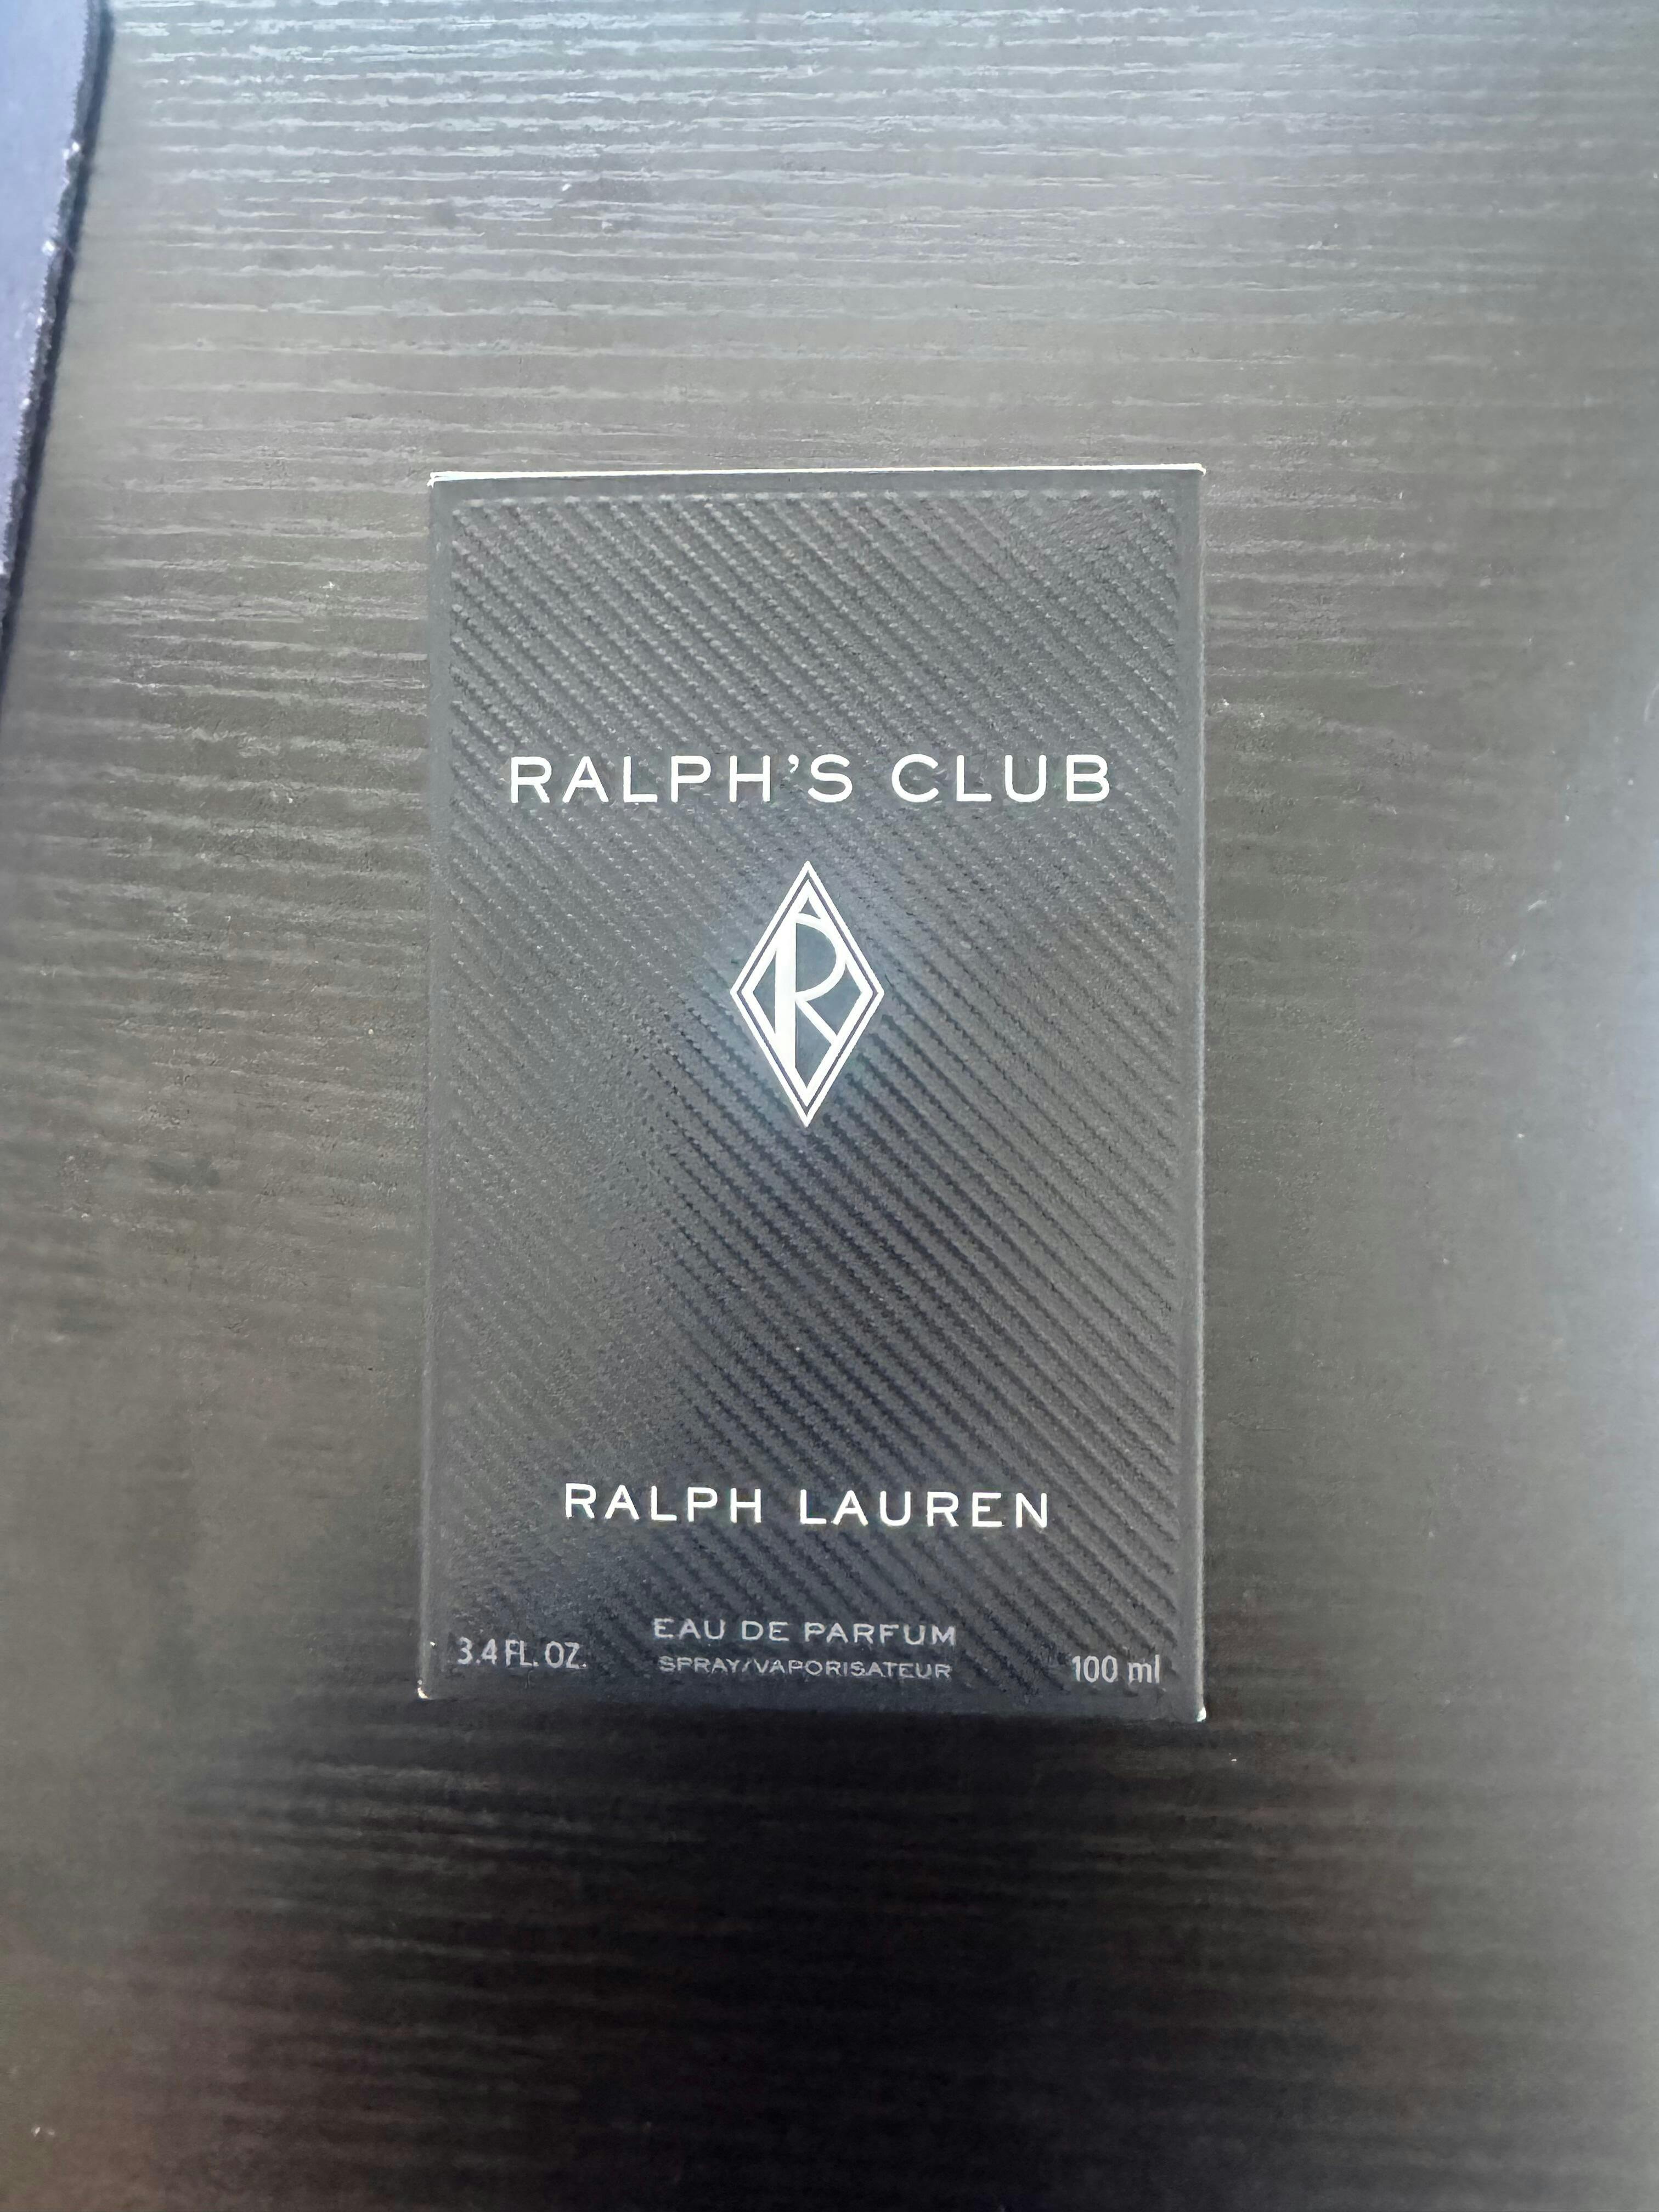 RALPH'S CLUB
R
RALPH LAUREN
EAU DE PARFUM
SPRAY/VAPORISATEUR
3.4 FL. OZ.
100 ml